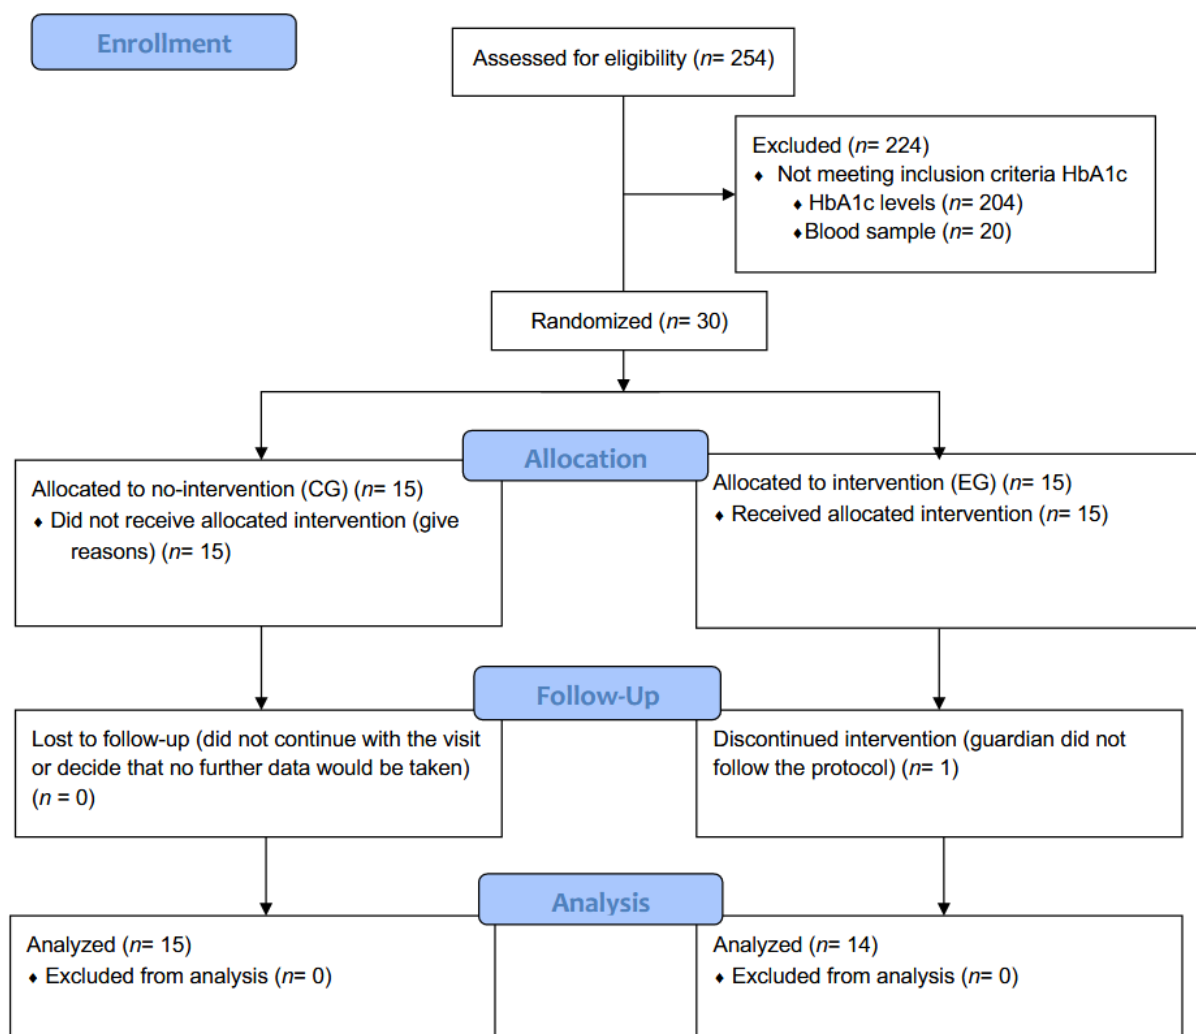 Enrollment
Assessed for eligibility (n= 254)
Excluded (n= 224)
♦ Not meeting inclusion criteria HbA1c
♦ HbA1c levels (n= 204)
♦Blood sample (n= 20)
Randomized (n= 30)
Allocation
Allocated to no-intervention (CG) (n= 15)
♦ Did not receive allocated intervention (give
reasons) (n= 15)
Allocated to intervention (EG) (n= 15)
♦ Received allocated intervention (n= 15)
Follow-Up
Lost to follow-up (did not continue with the visit
or decide that no further data would be taken)
(n = 0)
Discontinued intervention (guardian did not
follow the protocol) (n= 1)
Analysis
Analyzed (n= 15)
♦ Excluded from analysis (n= 0)
Analyzed (n= 14)
♦ Excluded from analysis (n= 0)